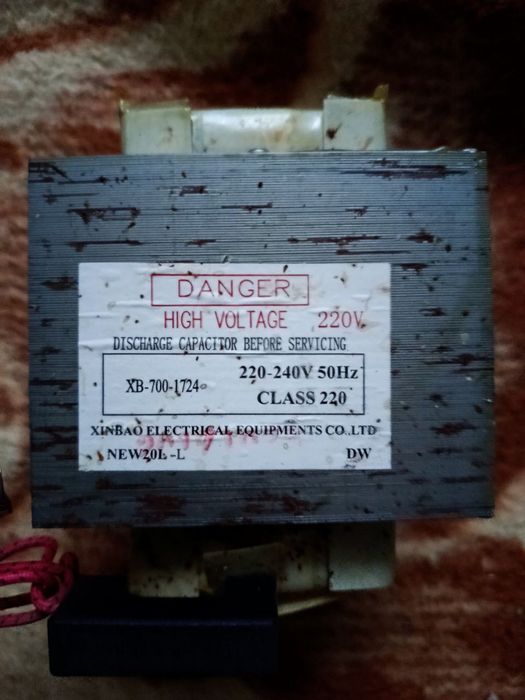 DANGER
HIGH VOLTAGE 220V
DISCHARGE CAPACITOR BEFORE SERVICING
XB-700-1724
220-240V 50Hz
CLASS 220
XINBAO ELECTRICAL EQUIPMENTS CO.,LTD
NEW20L -L DW